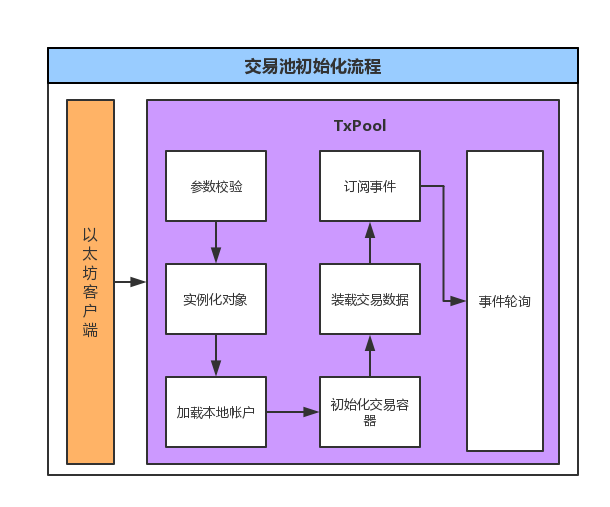 交易池初始化流程
以太坊客户端
TxPool
参数校验
实例化对象
加载本地帐户
初始化交易容
器
装载交易数据
订阅事件
事件轮询